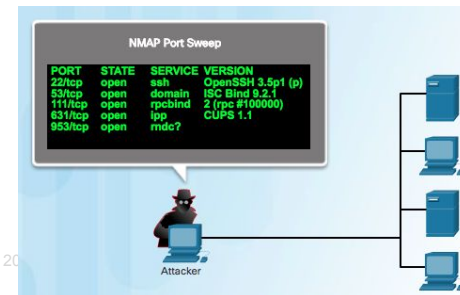 NMAP Port Sweep
PORT STATE SERVICE VERSION
22/tcp open ssh OpenSSH 3.5p1 (p)
53/tcp open domain ISC Bind 9.2.1
111/tcp open rpcbind 2 (rpc #100000)
631/tcp open ipp CUPS 1.1
953/tcp open rndc?
Attacker
20